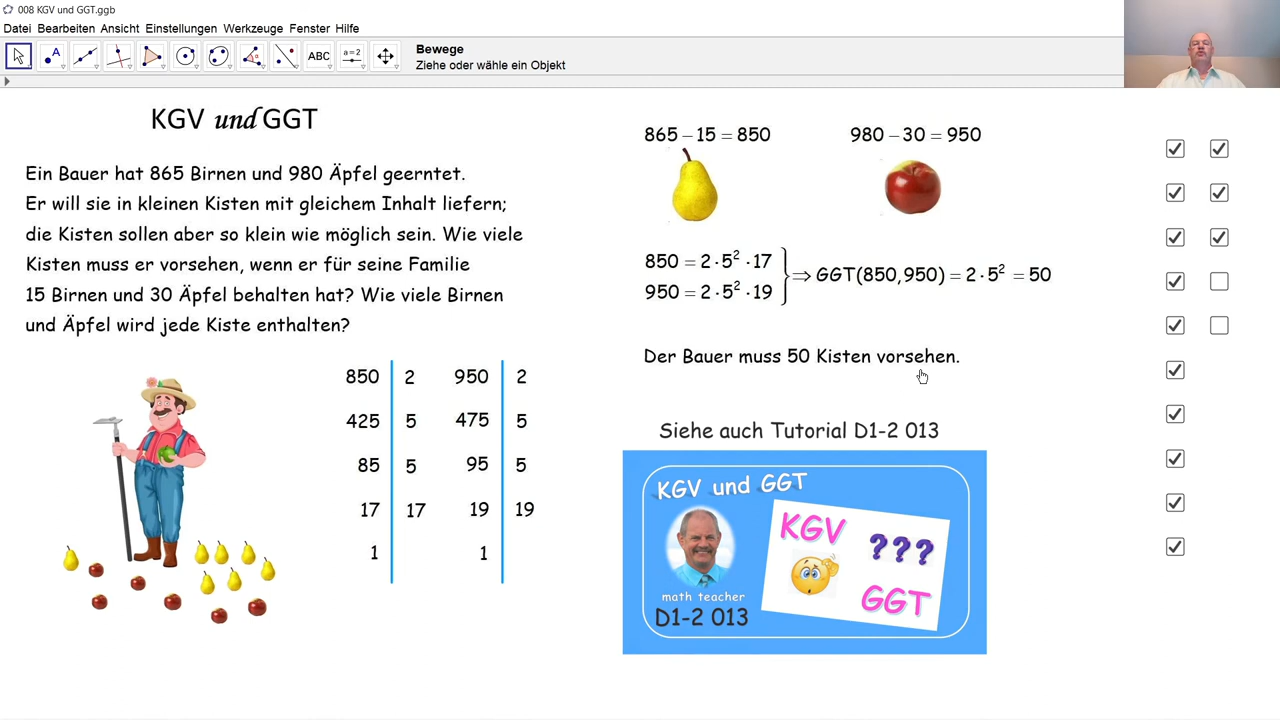 008 KGV und GGT.ggb
Datei Bearbeiten Ansicht Einstellungen Werkzeuge Fenster Hilfe
A
ABC
a=2
Bewege
Ziehe oder wähle ein Objekt
KGV und GGT
Ein Bauer hat 865 Birnen und 980 Äpfel geerntet.
Er will sie in kleinen Kisten mit gleichem Inhalt liefern;
die Kisten sollen aber so klein wie möglich sein. Wie viele
Kisten muss er vorsehen, wenn er für seine Familie
15 Birnen und 30 Äpfel behalten hat? Wie viele Birnen
und Äpfel wird jede Kiste enthalten?
850 2 950 2
425 5 475 5
85 5 95 5
17 17 19 19
1 1
865 – 15 = 850 980 – 30 = 950
850 = 2 · 5² · 17
950 = 2 · 5² · 19
⇒ GGT(850,950) = 2 · 5² = 50
Der Bauer muss 50 Kisten vorsehen.
Siehe auch Tutorial D1-2 013
KGV und GGT
KGV
???
GGT
math teacher
D1-2 013